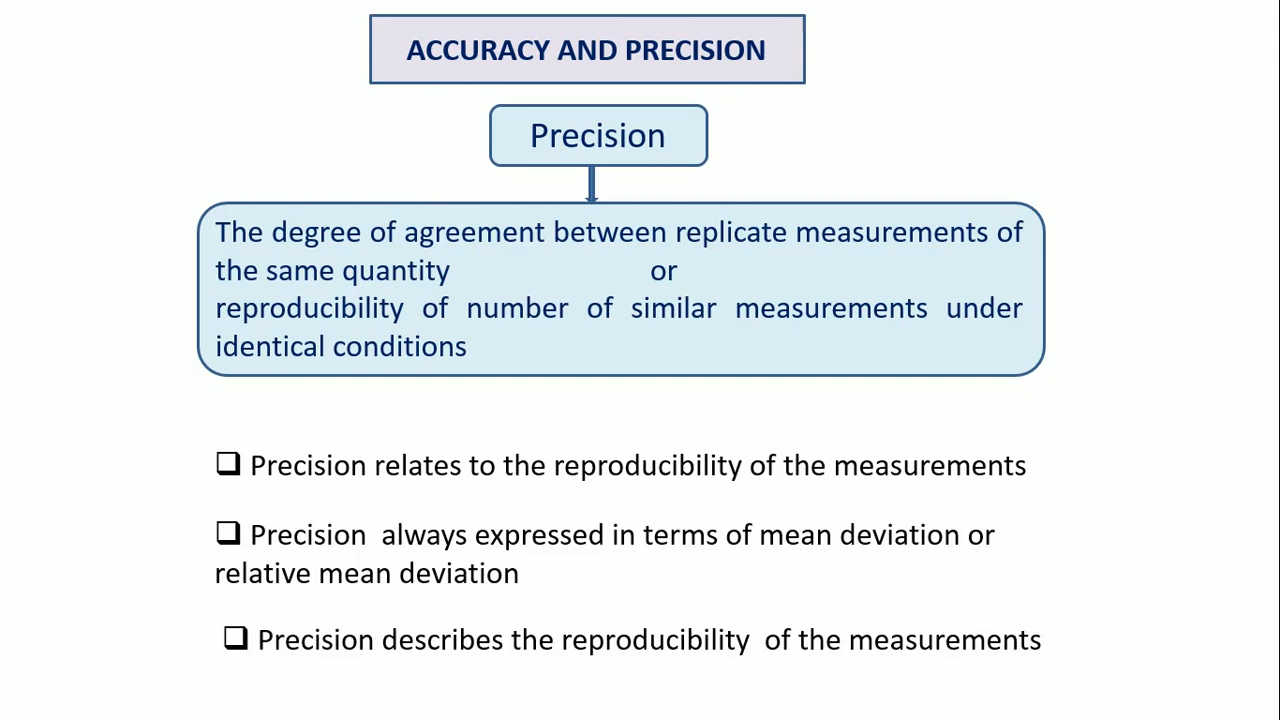 ACCURACY AND PRECISION
Precision
The degree of agreement between replicate measurements of
the same quantity or
reproducibility of number of similar measurements under
identical conditions
❑ Precision relates to the reproducibility of the measurements
❑ Precision always expressed in terms of mean deviation or
relative mean deviation
❑ Precision describes the reproducibility of the measurements